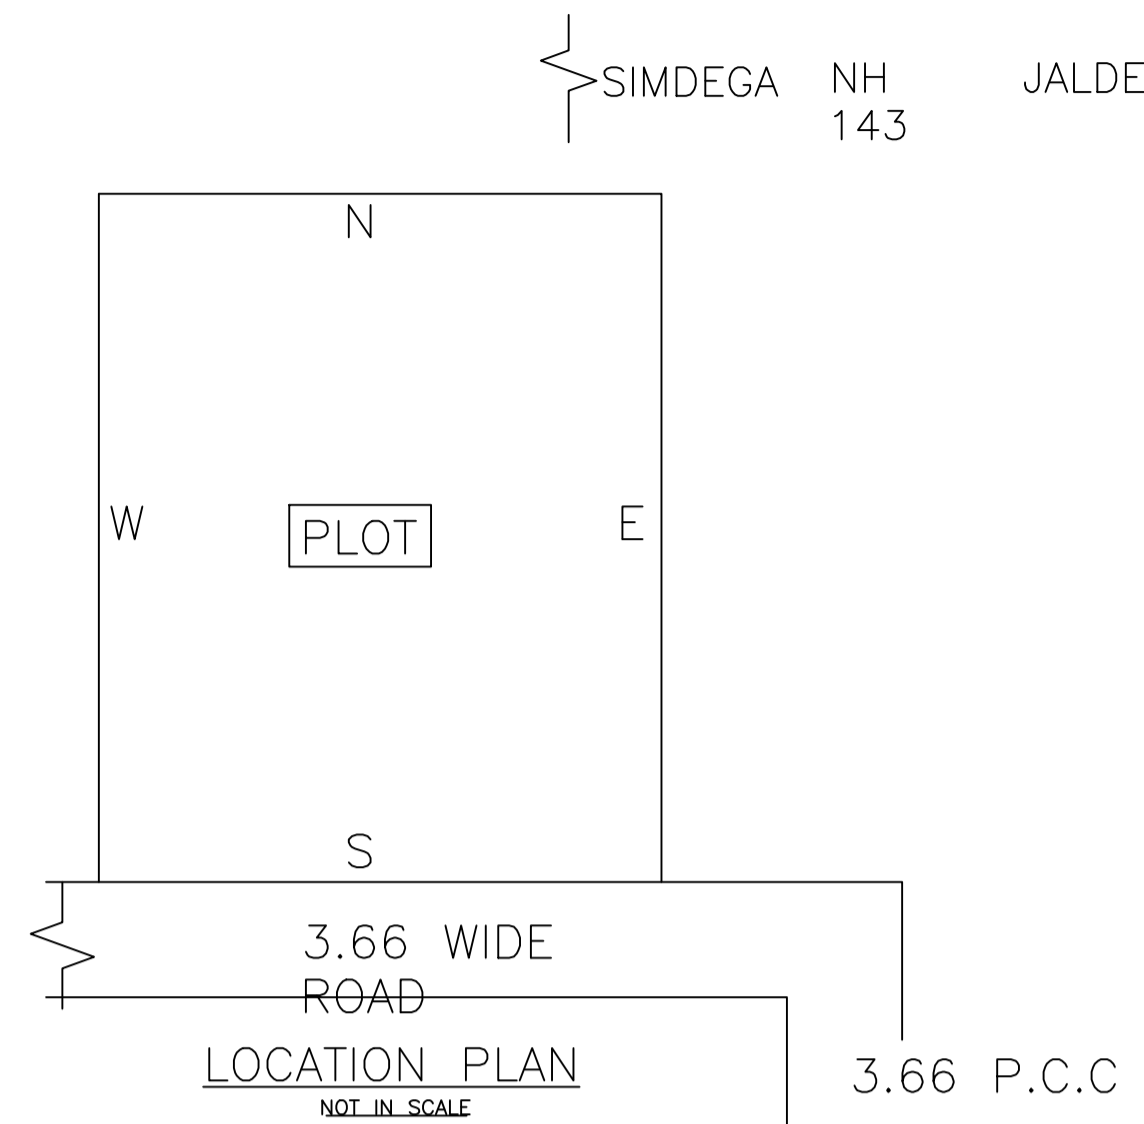 SIMDEGA NH JALDE
143
N
W PLOT E
S
3.66 WIDE
ROAD
LOCATION PLAN
3.66 P.C.C
NOT IN SCALE